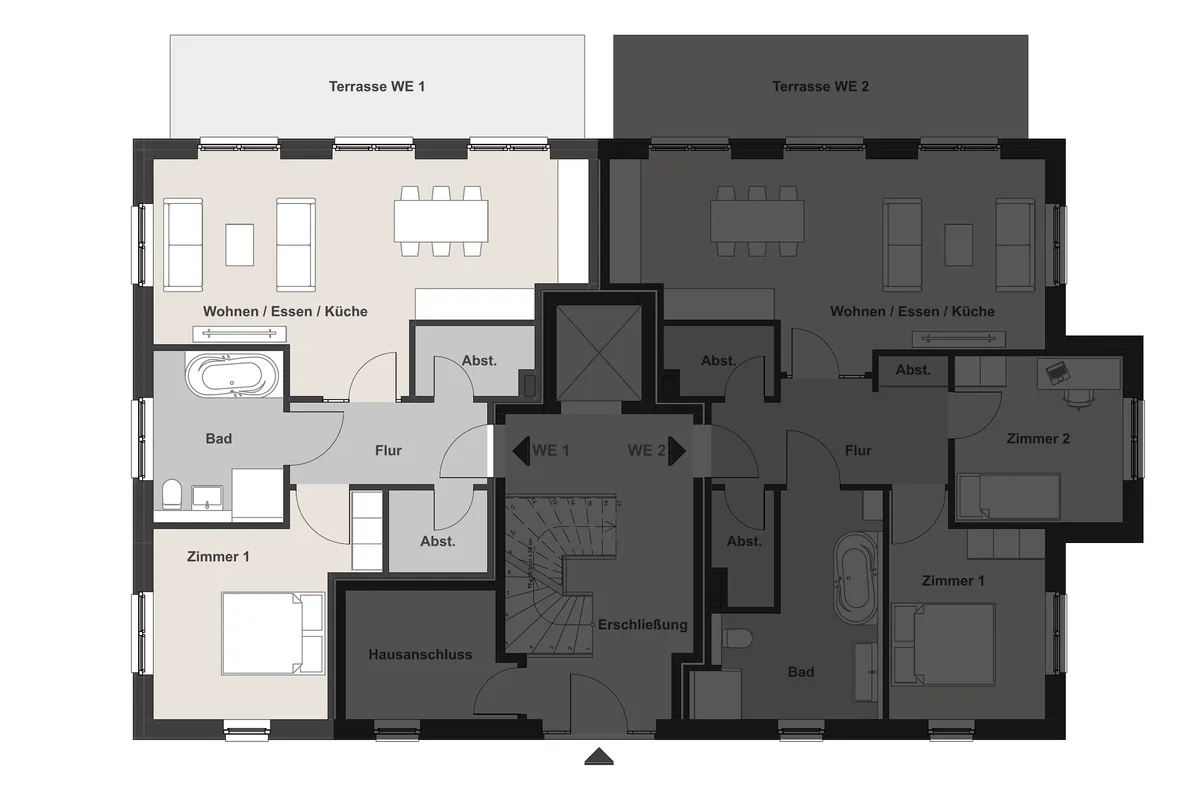 Terrasse WE 1
Terrasse WE 2
Wohnen / Essen / Küche
Wohnen / Essen / Küche
Abst.
Abst.
Abst.
Bad
Flur
WE 1
WE 2
Flur
Zimmer 2
Abst.
Abst.
Zimmer 1
Zimmer 1
Erschließung
Hausanschluss
Bad